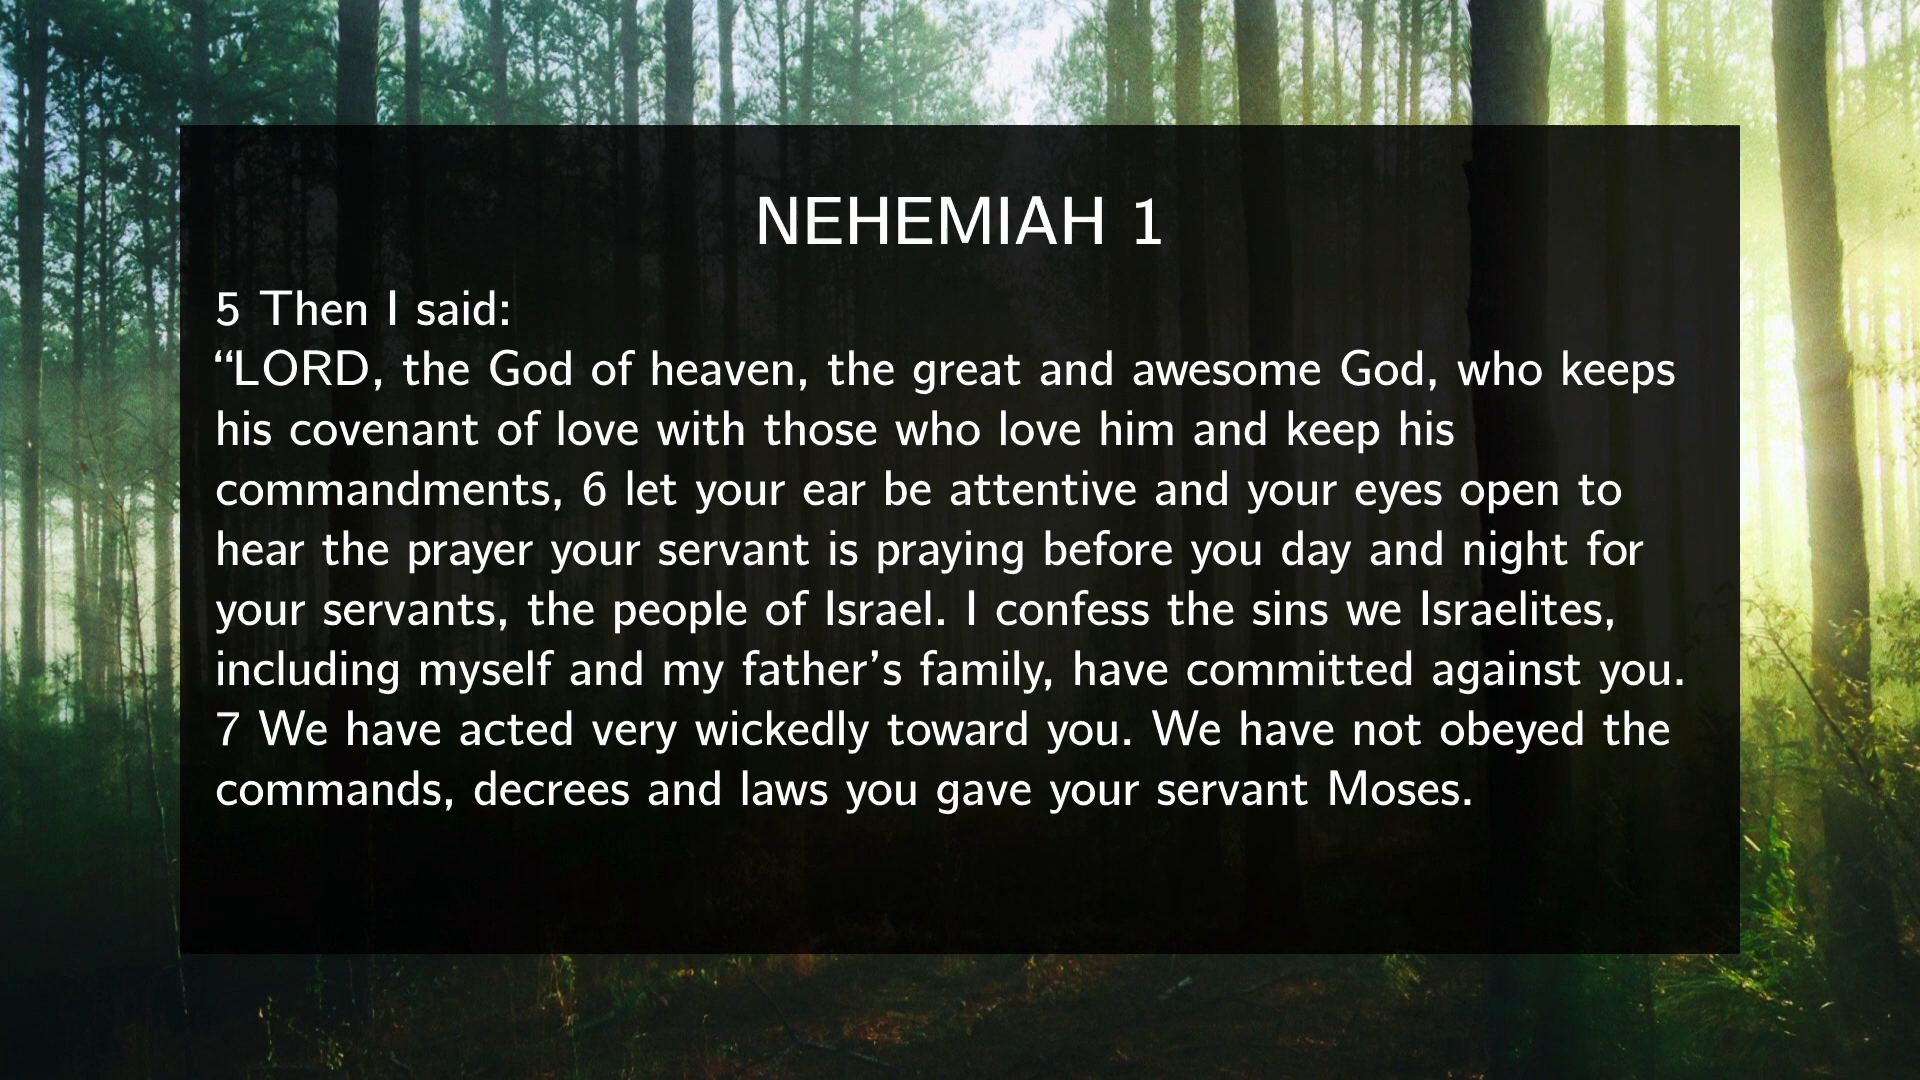 NEHEMIAH 1
5 Then I said:
“LORD, the God of heaven, the great and awesome God, who keeps
his covenant of love with those who love him and keep his
commandments, 6 let your ear be attentive and your eyes open to
hear the prayer your servant is praying before you day and night for
your servants, the people of Israel. I confess the sins we Israelites,
including myself and my father’s family, have committed against you.
7 We have acted very wickedly toward you. We have not obeyed the
commands, decrees and laws you gave your servant Moses.